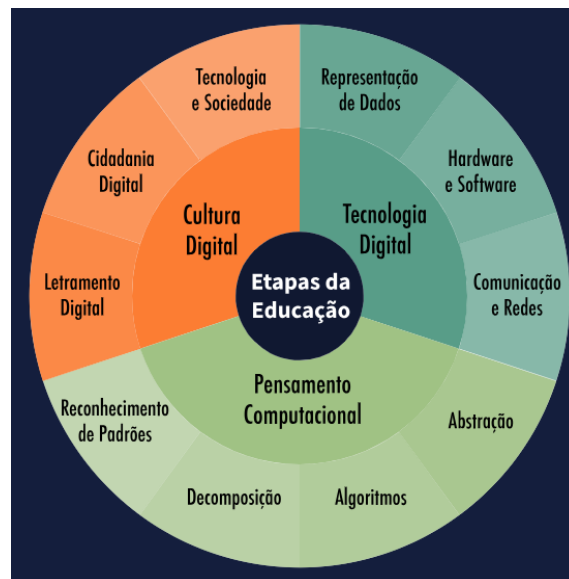 Tecnologia
e Sociedade
Representação
de Dados
Cidadania
Digital
Hardware
e Software
Cultura
Digital
Tecnologia
Digital
Letramento
Digital
Etapas da
Educação
Comunicação
e Redes
Pensamento
Computacional
Reconhecimento
de Padrões
Abstração
Decomposição
Algoritmos